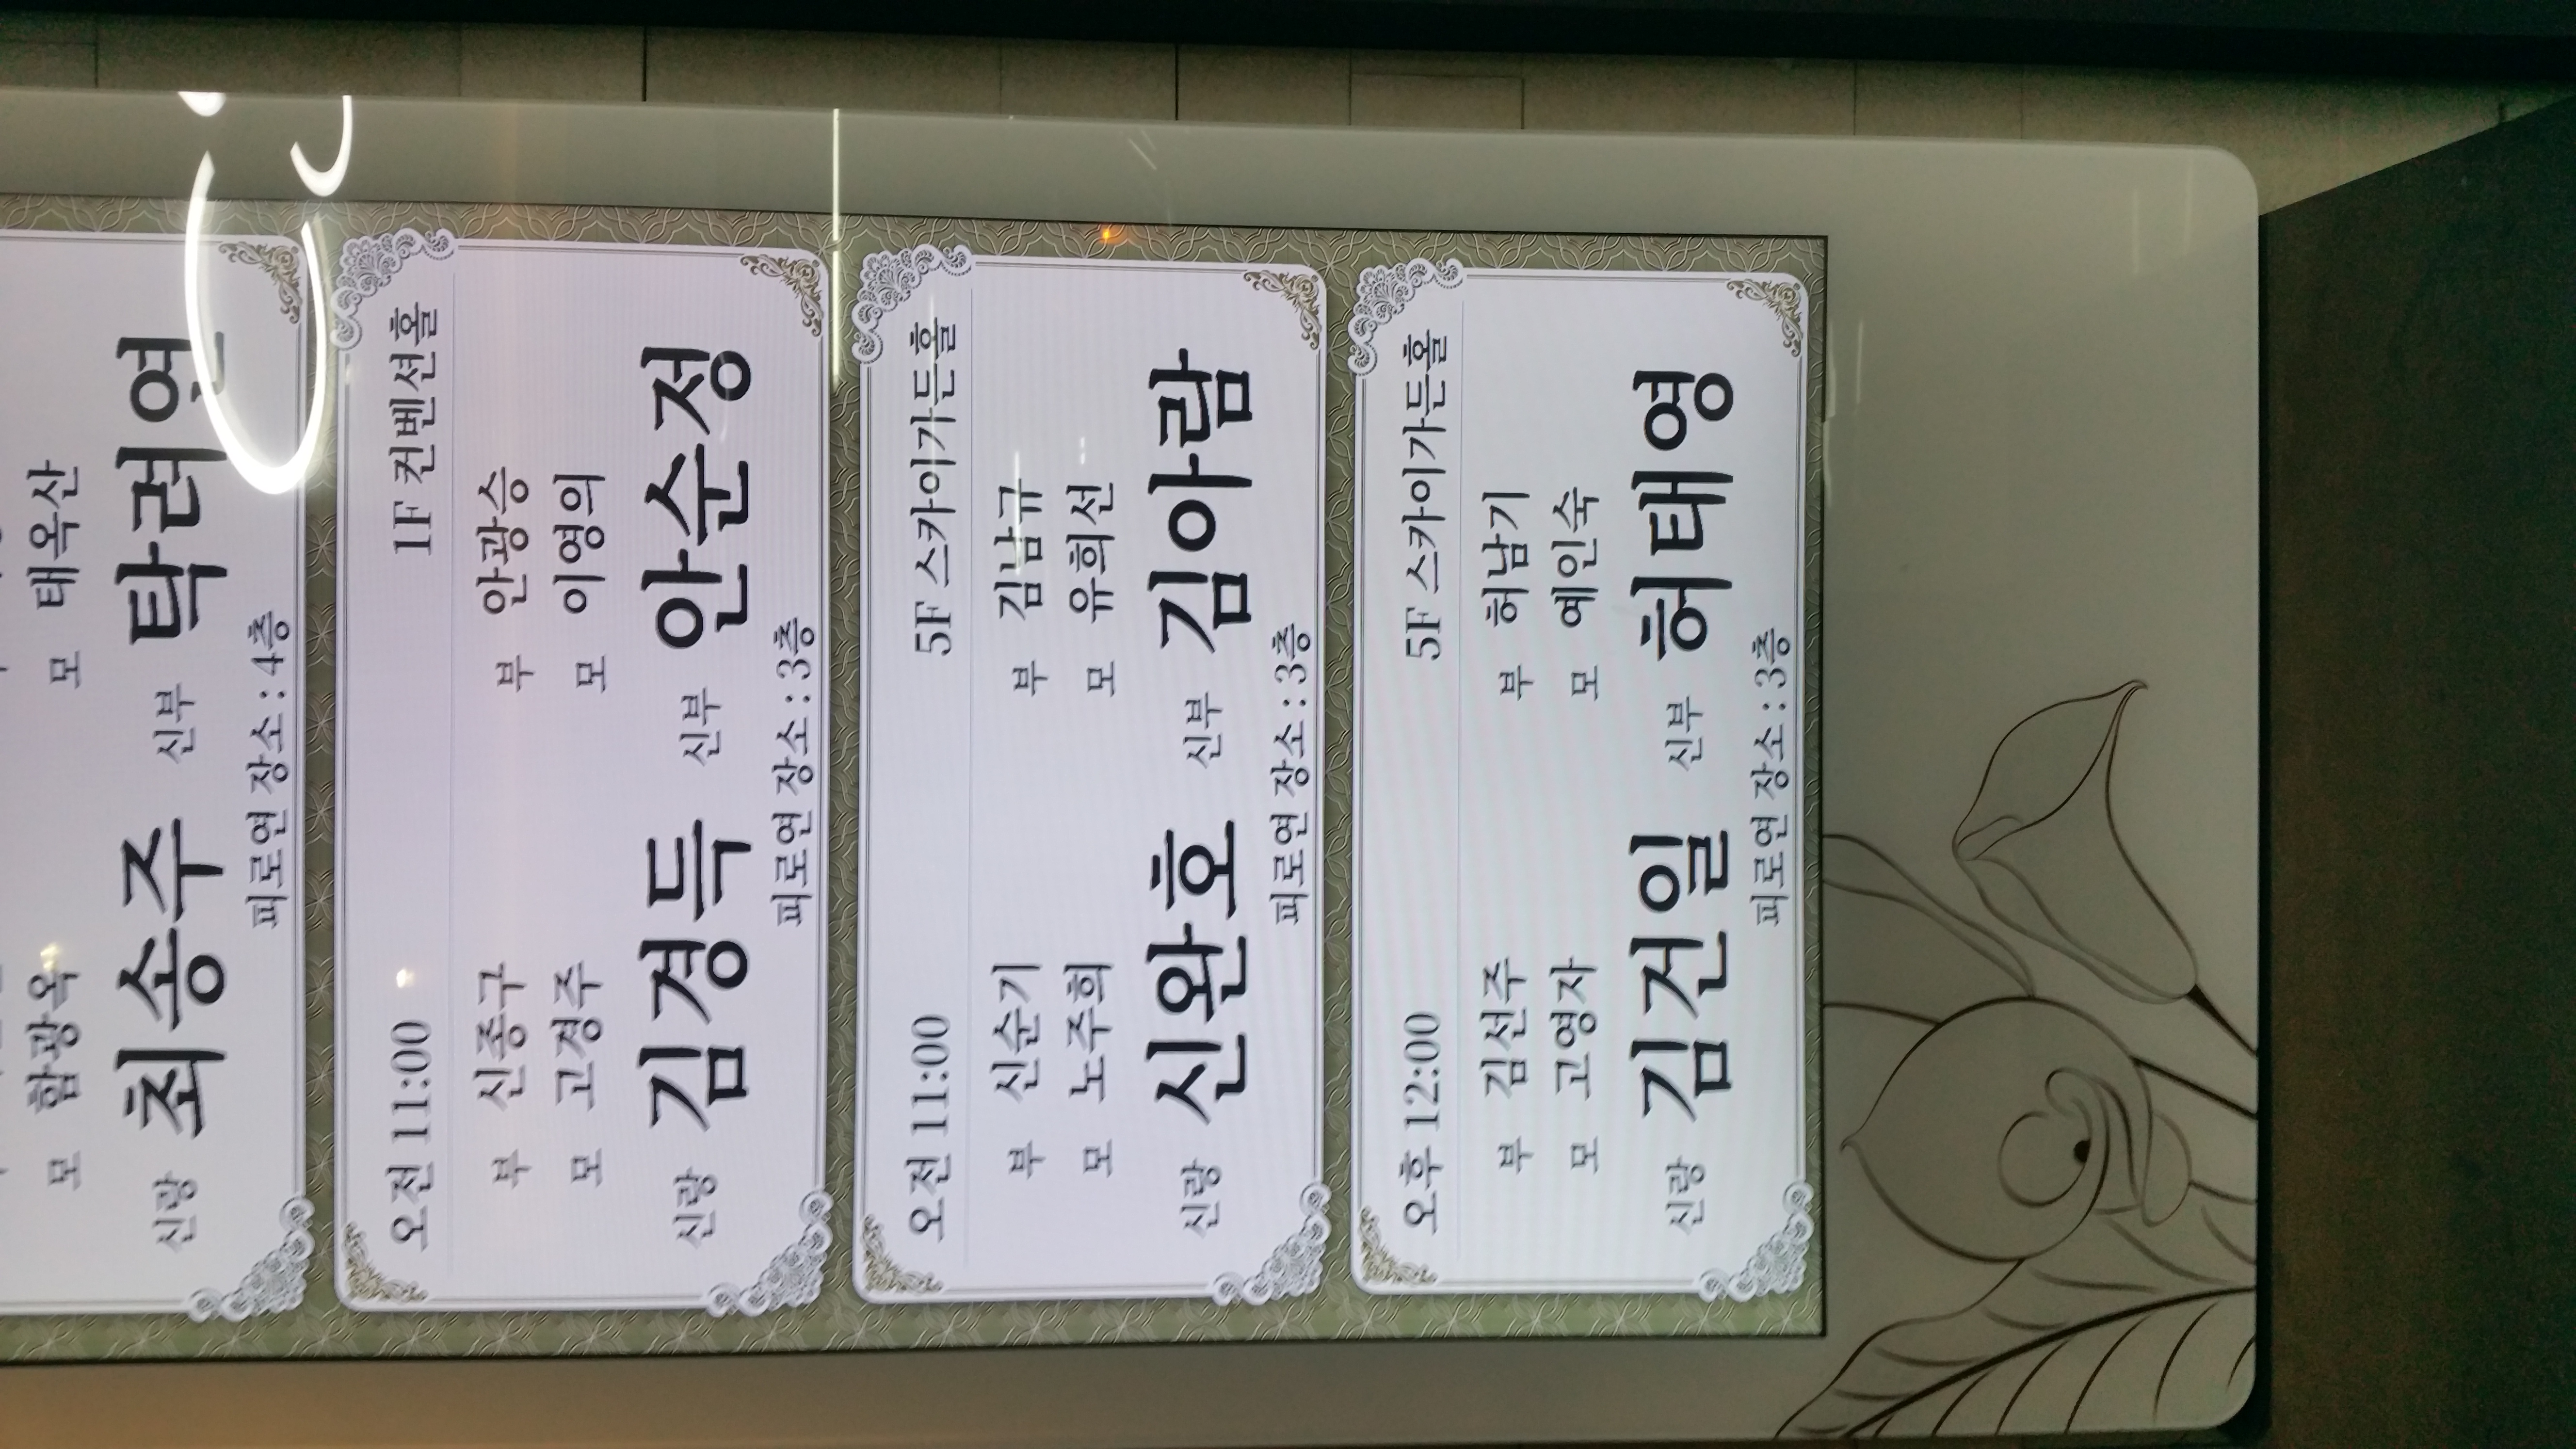 모 함광옥 모 태옥산
신랑 최송주 신부 탁려연
피로연 장소 : 4층
오전 11:00 1F 컨벤션홀
부 신종구 부 안광승
모 고경주 모 이영의
신랑 김경득 신부 안순정
피로연 장소 : 3층
오전 11:00 5F 스카이가든홀
부 신순기 부 김남규
모 노주희 모 유희선
신랑 신완호 신부 김아람
피로연 장소 : 3층
오후 12:00 5F 스카이가든홀
부 김선주 부 허남기
모 고영자 모 예인숙
신랑 김건일 신부 허태영
피로연 장소 : 3층